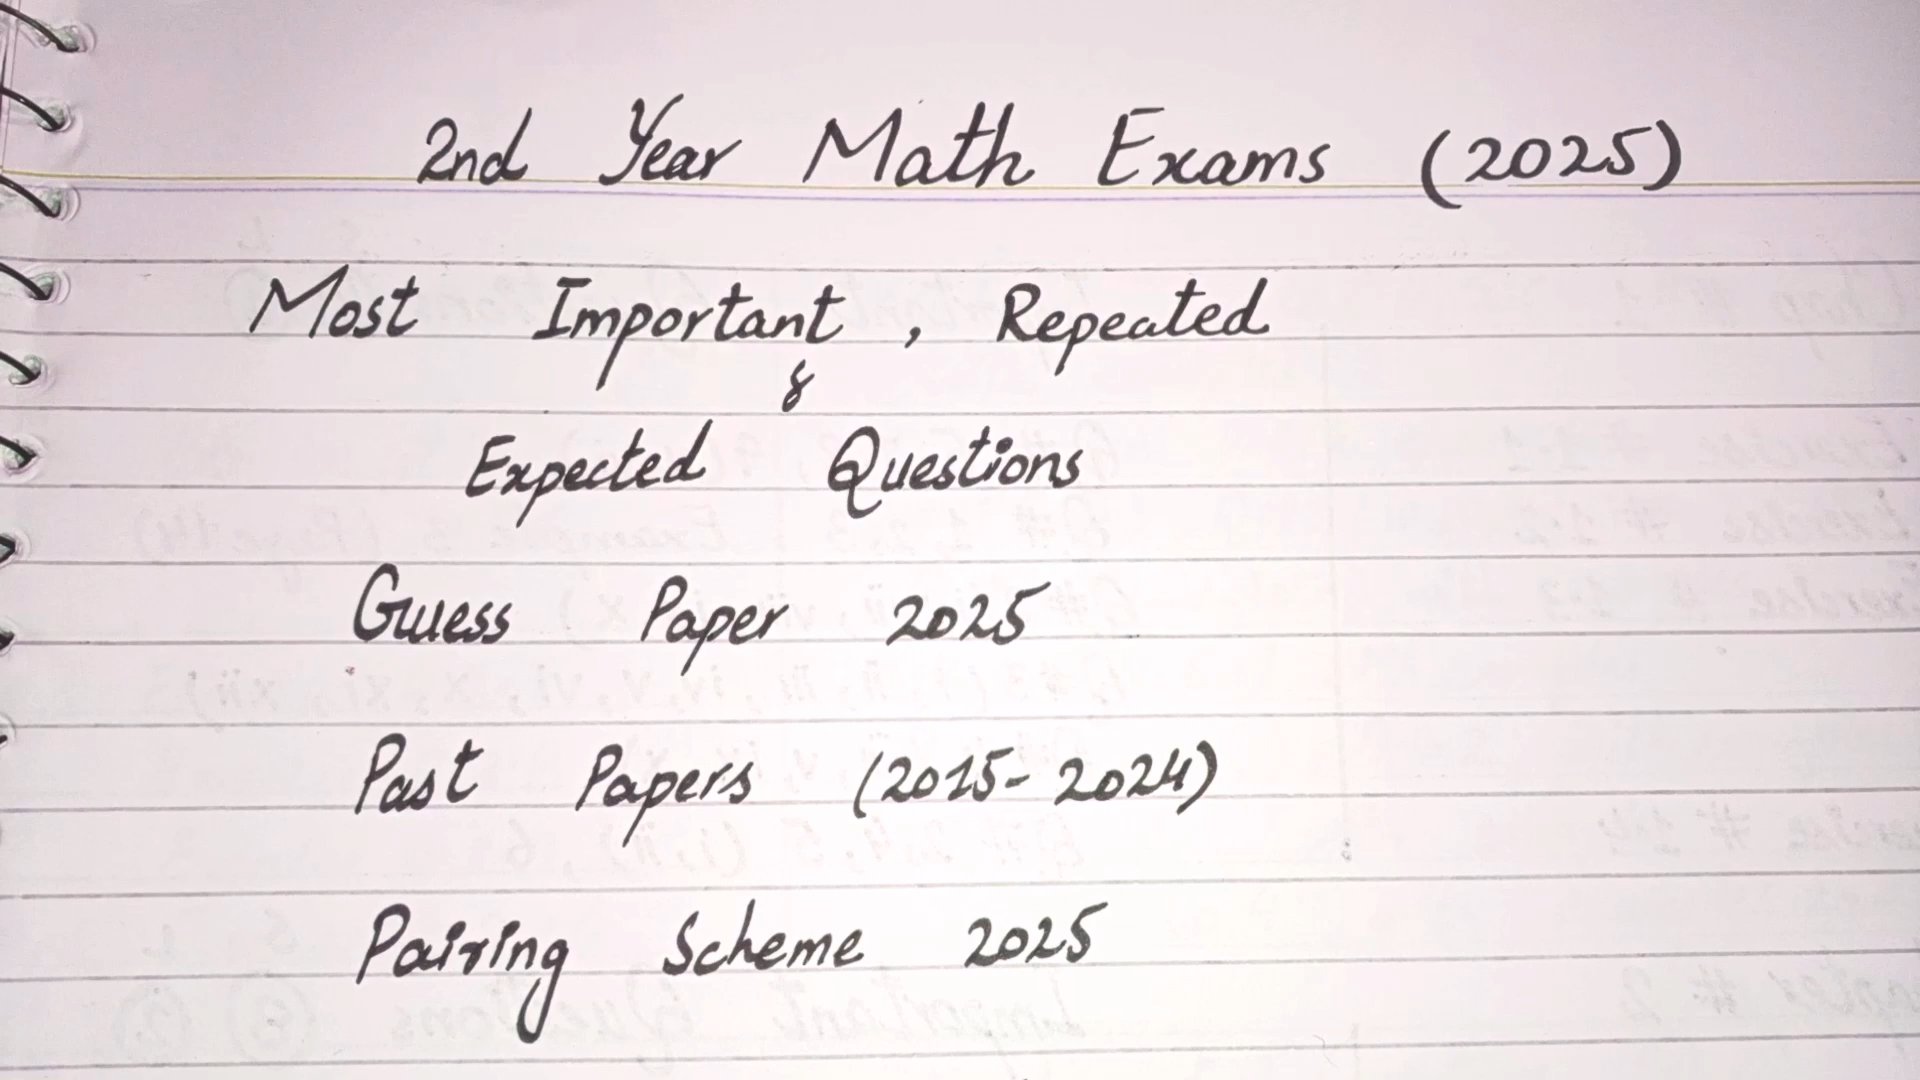 2nd Year Math Exams (2025)
Most Important, Repeated
&
Expected Questions
Guess Paper 2025
Past Papers (2015-2024)
Pairing Scheme 2025